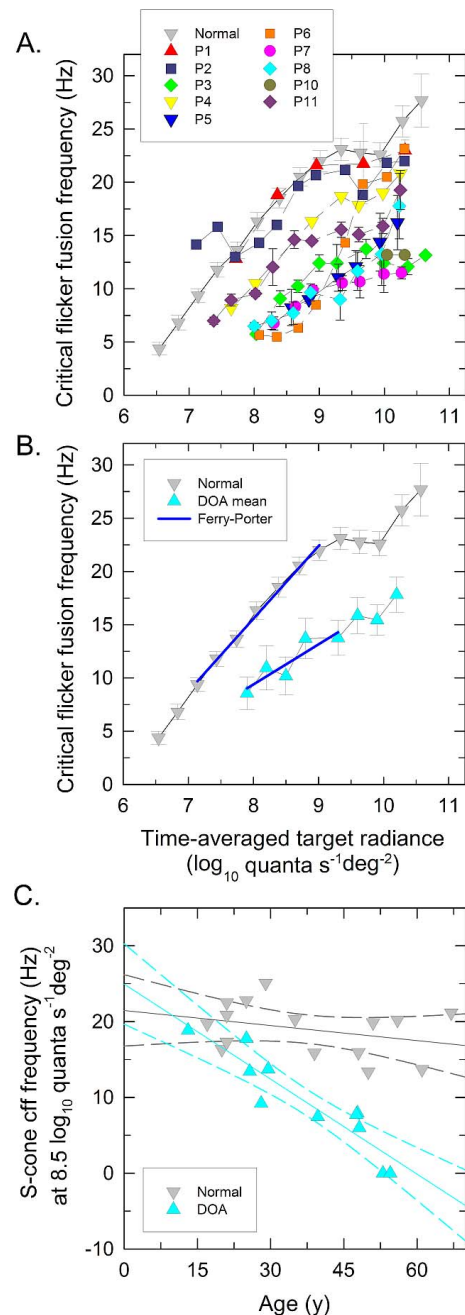 A.
Normal
P1
P2
P3
P4
P5
P6
P7
P8
P10
P11
Critical flicker fusion frequency (Hz)
30
25
20
15
10
5
0
6 7 8 9 10 11
B.
Normal
DOA mean
Ferry-Porter
Critical flicker fusion frequency (Hz)
30
25
20
15
10
5
0
6 7 8 9 10 11
Time-averaged target radiance
(log10 quanta s-1deg-2)
C.
S-cone cff frequency (Hz)
at 8.5 log10 quanta s-1deg-2
30
20
10
0
-10
Normal
DOA
0 15 30 45 60
Age (y)